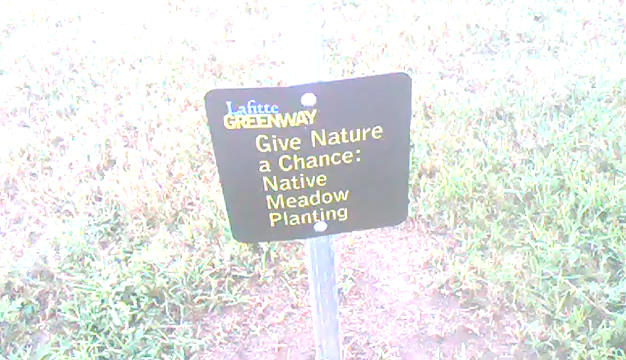 Lafitte
GREENWAY
Give Nature
a Chance:
Native
Meadow
Planting